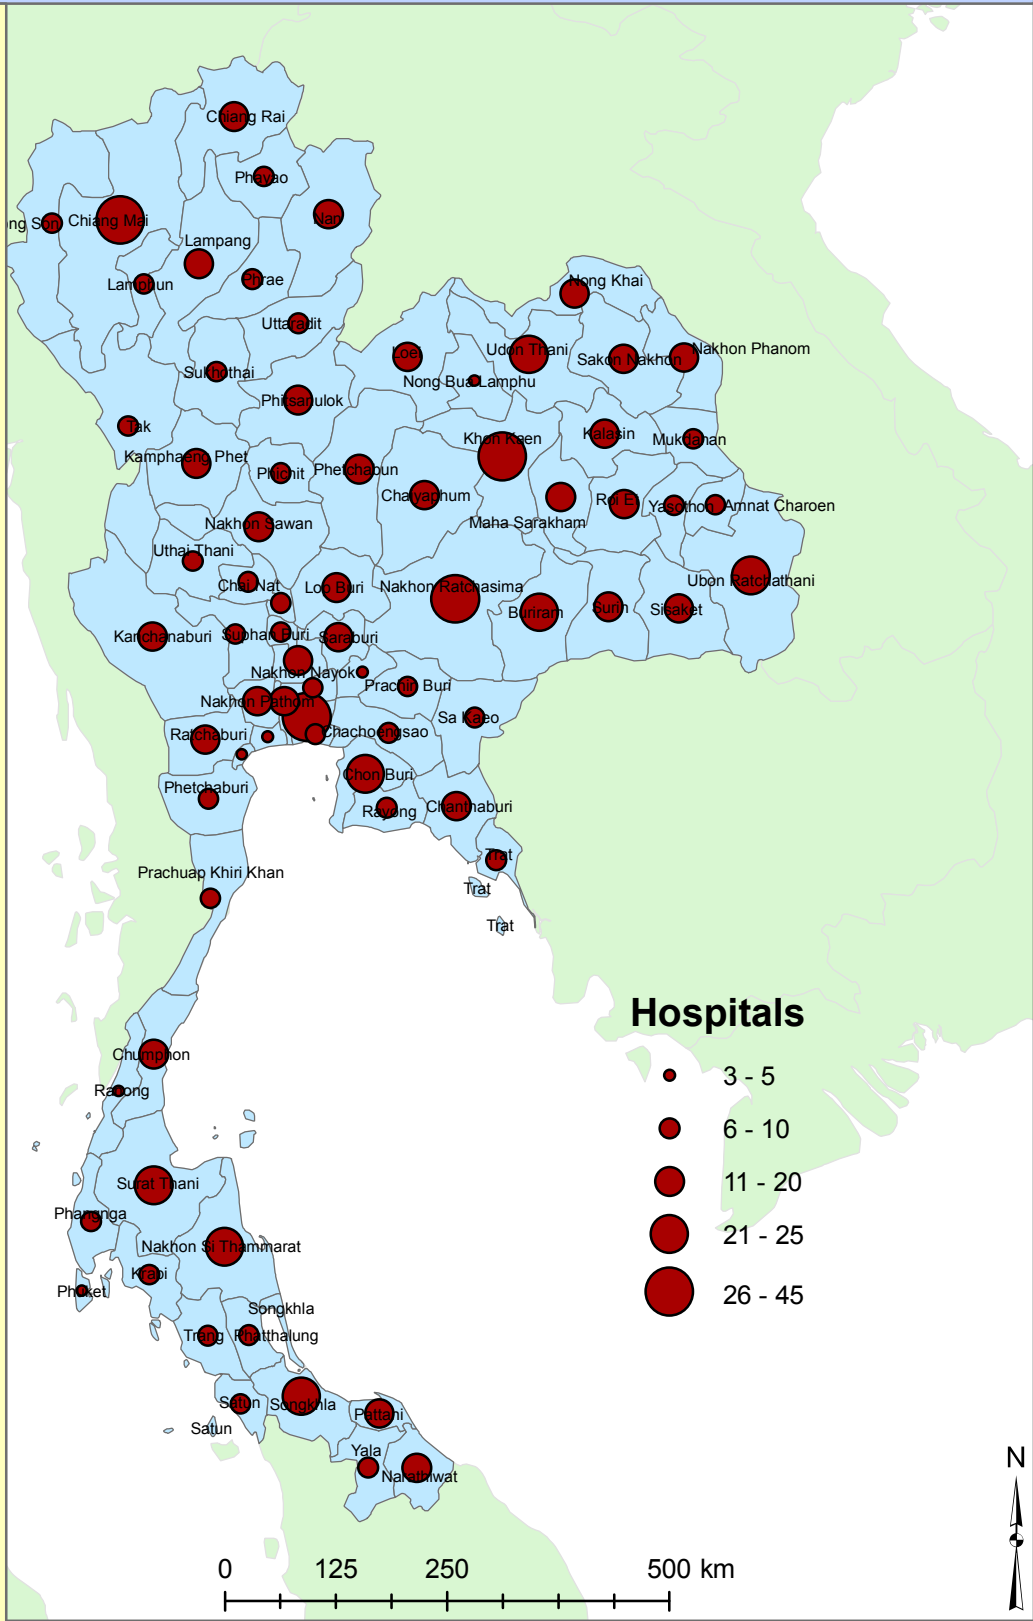 Chiang Rai
Phayao
ng Son
Chiang Mai
Nan
Lampang
Lamphun
Phrae
Nong Khai
Uttaradit
Loei
Udon Thani
Sakon Nakhon
Nakhon Phanom
Sukhothai
Nong Bua Lamphu
Phitsanulok
Tak
Khon Kaen
Kalasin
Mukdahan
Kamphaeng Phet
Phichit
Phetchabun
Chaiyaphum
Maha Sarakham
Roi Et
Yasothon
Amnat Charoen
Nakhon Sawan
Uthai Thani
Chai Nat
Lop Buri
Nakhon Ratchasima
Buriram
Surin
Sisaket
Ubon Ratchathani
Kanchanaburi
Suphan Buri
Saraburi
Nakhon Nayok
Prachin Buri
Nakhon Pathom
Sa Kaeo
Ratchaburi
Chachoengsao
Chon Buri
Phetchaburi
Rayong
Chanthaburi
Trat
Trat
Trat
Prachuap Khiri Khan
Hospitals
3 - 5
6 - 10
11 - 20
21 - 25
26 - 45
Chumphon
Ranong
Surat Thani
Phangnga
Nakhon Si Thammarat
Krabi
Phuket
Songkhla
Trang
Phatthalung
Satun
Songkhla
Pattani
Satun
Yala
Narathiwat
N
0 125 250 500 km